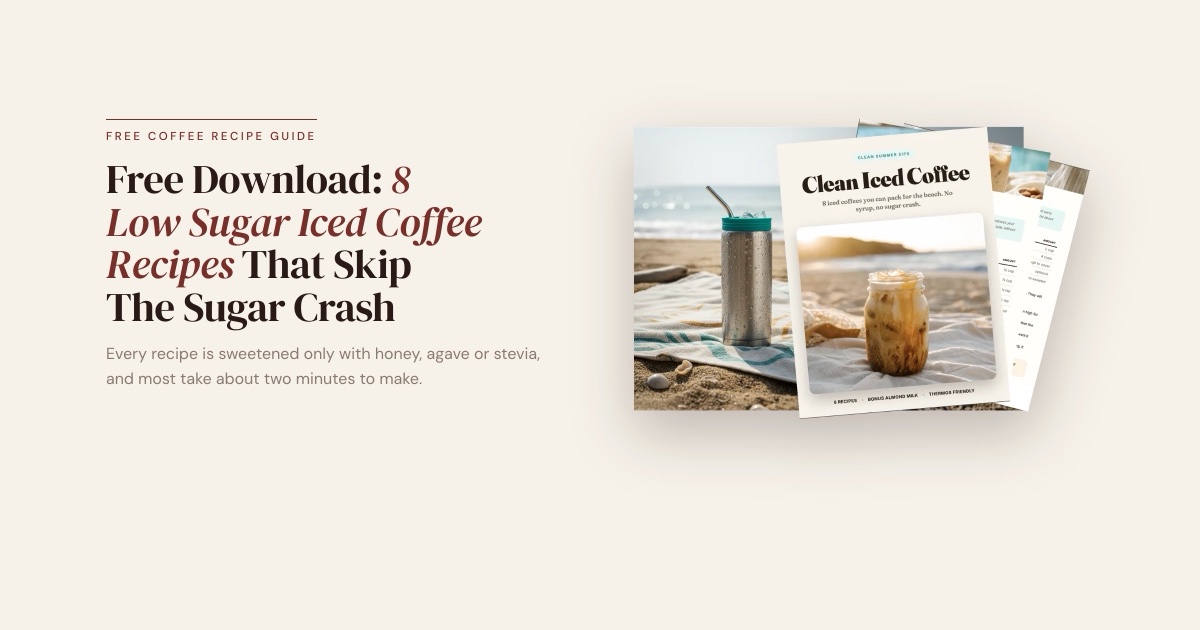 FREE COFFEE RECIPE GUIDE
Free Download: 8
Low Sugar Iced Coffee
Recipes That Skip
The Sugar Crash
Every recipe is sweetened only with honey, agave or stevia,
and most take about two minutes to make.
CLEAN SUMMER SIPS
Clean Iced Coffee
8 iced coffees you can pack for the beach. No
syrup, no sugar crash.
8 RECIPES · BONUS ALMOND MILK · THERMOS FRIENDLY
AMOUNT
AMOUNT